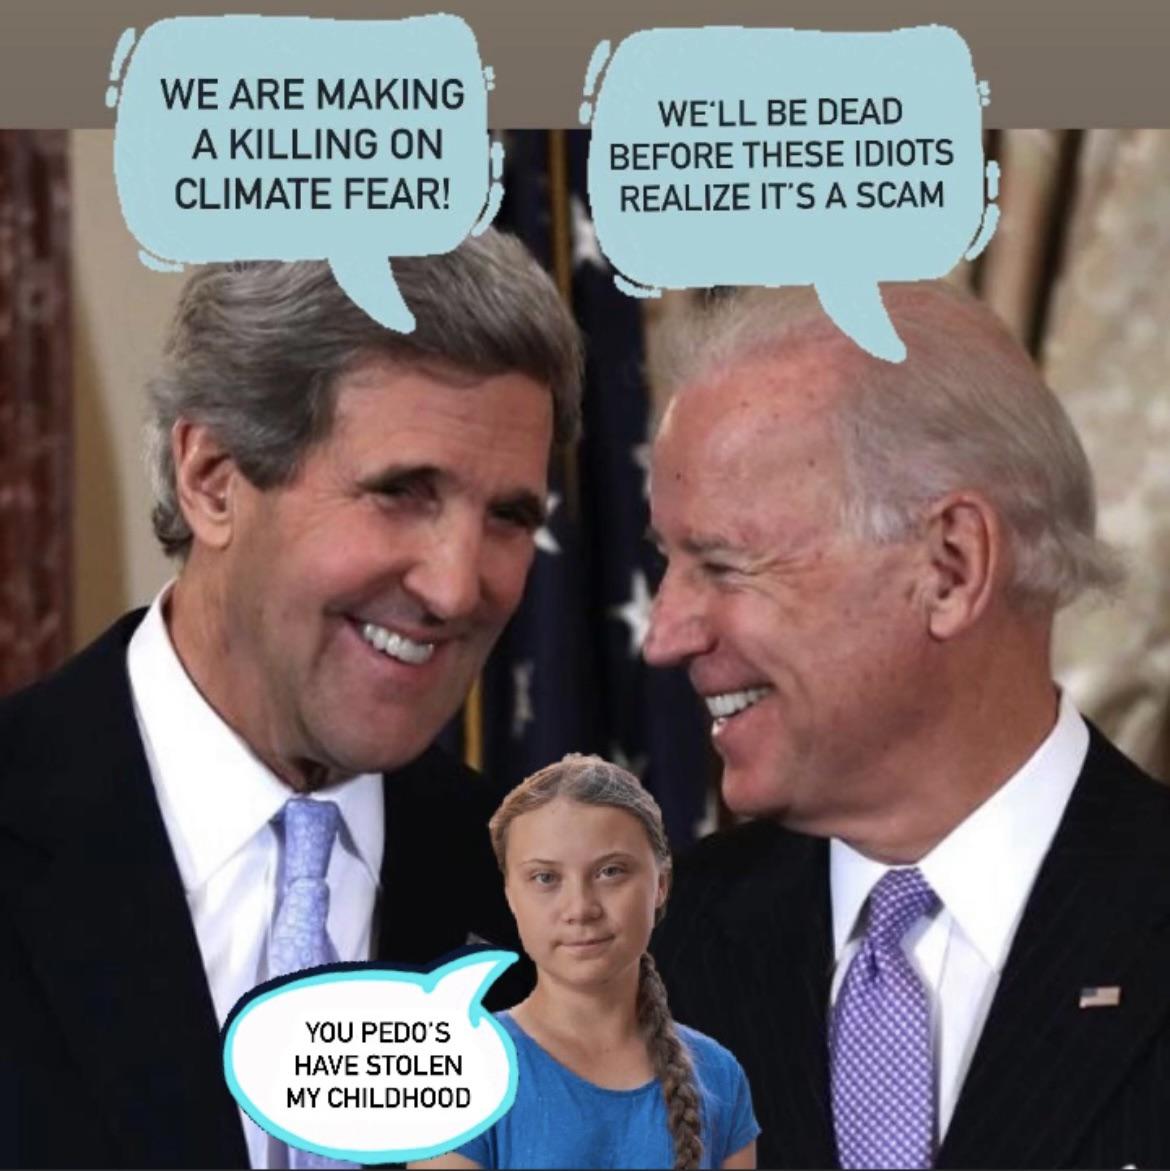 WE ARE MAKING
A KILLING ON
CLIMATE FEAR!
WE'LL BE DEAD
BEFORE THESE IDIOTS
REALIZE IT'S A SCAM
YOU PEDO'S
HAVE STOLEN
MY CHILDHOOD